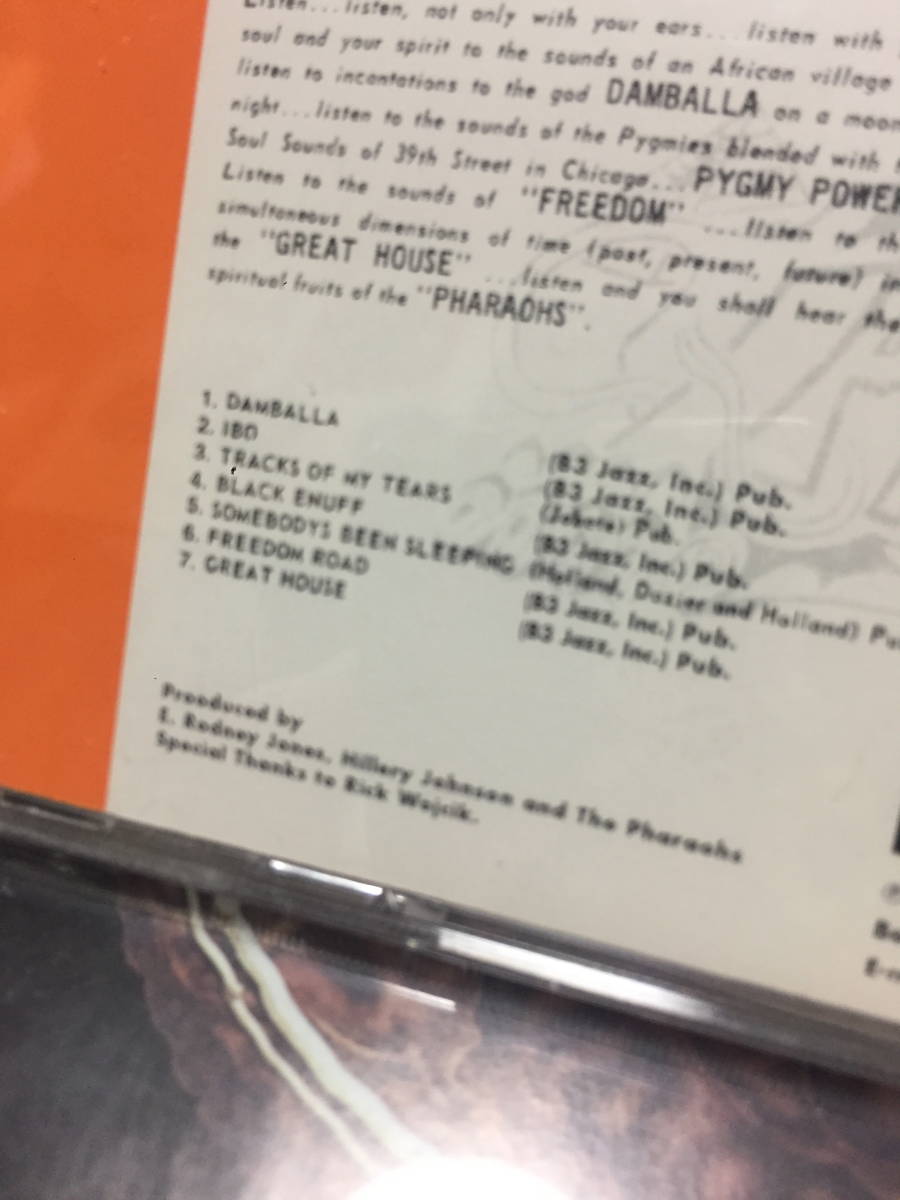 Listen...listen, not only with your ears...listen with
soul and your spirit to the sounds of an African village
listen to incantations to the god DAMBALLA on a moon
night...listen to the sounds of the Pygmies blended with
Soul Sounds of 39th Street in Chicago...PYGMY POWER
Listen to the sounds of "FREEDOM" ...listen to th
simultaneous dimensions of time (past, present, future) in
the "GREAT HOUSE" ...listen and you shall hear the
spiritual fruits of the "PHARAOHS".
1. DAMBALLA
2. IBO (B3 Jazz, Inc.) Pub.
3. TRACKS OF MY TEARS (B3 Jazz, Inc.) Pub.
4. BLACK ENUFF (Jobete) Pub.
5. SOMEBODYS BEEN SLEEPING (B3 Jazz, Inc.) Pub.
6. FREEDOM ROAD (Holland, Dozier and Holland) Pu
7. GREAT HOUSE (B3 Jazz, Inc.) Pub.
(B3 Jazz, Inc.) Pub.
Prooduced by
E. Rodney Jones, Hillery Johnson and The Pharaohs
Special Thanks to Rick Wojcik.
E-